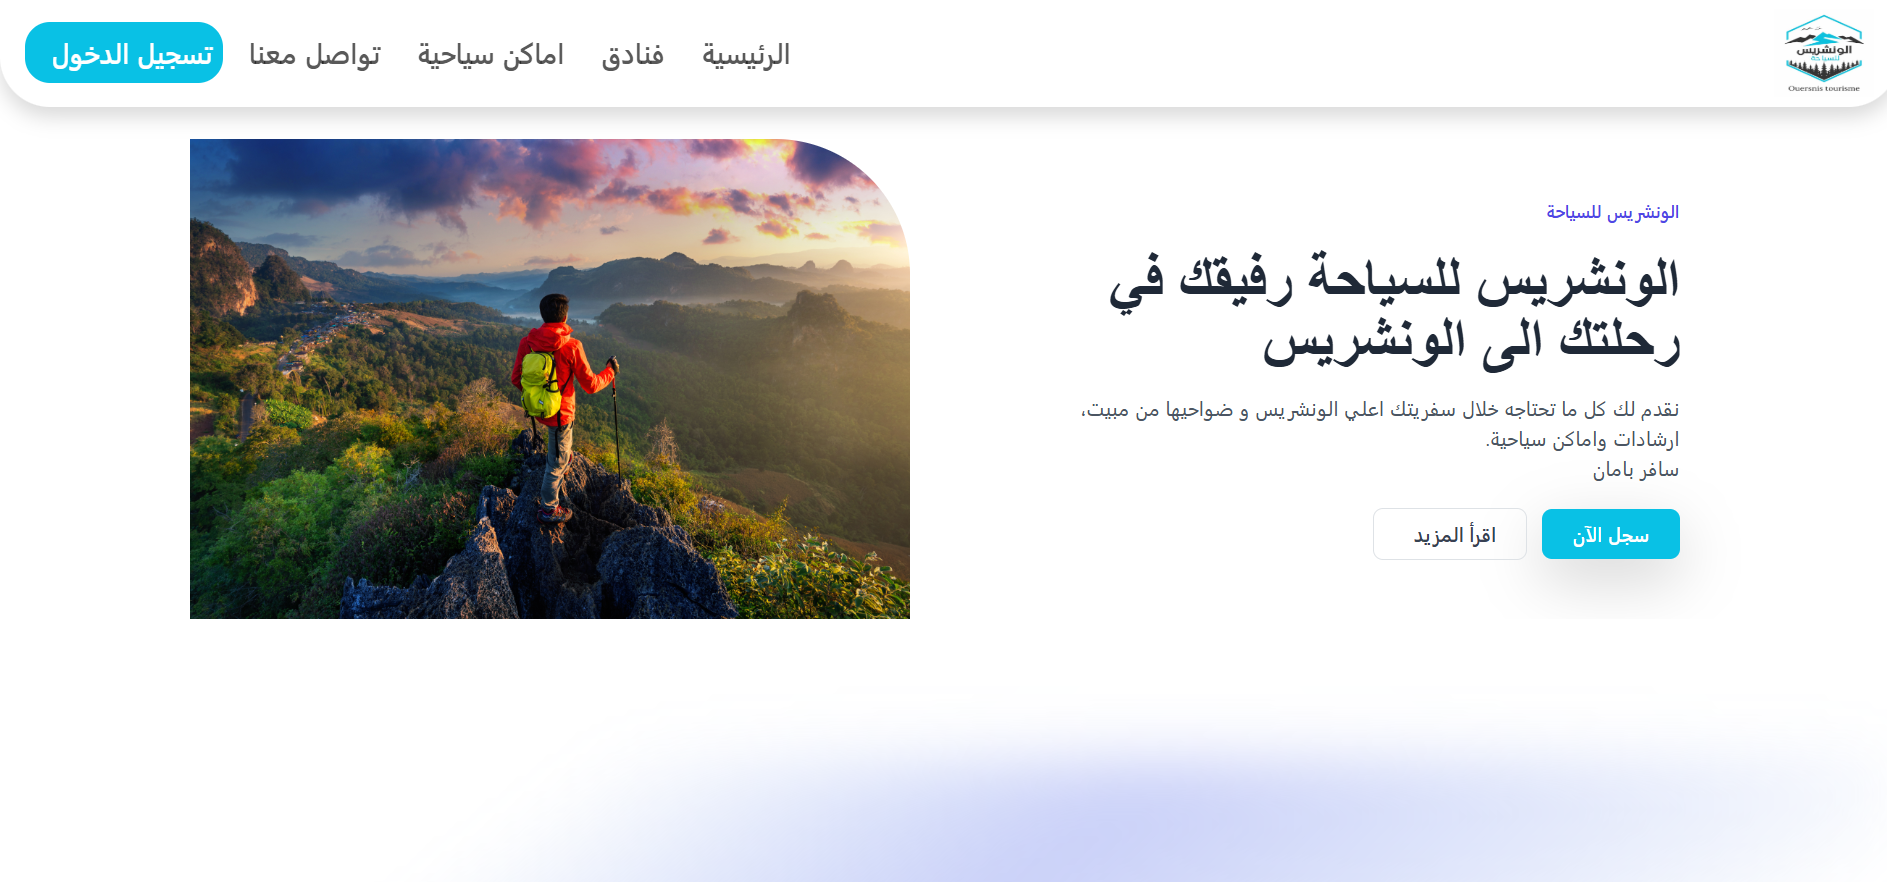 الونشريس
للسياحة
Ouersnis tourisme
الرئيسية
فنادق
اماكن سياحية
تواصل معنا
تسجيل الدخول
الونشريس للسياحة
الونشريس للسياحة رفيقك في
رحلتك الى الونشريس
نقدم لك كل ما تحتاجه خلال سفريتك اعلي الونشريس و ضواحيها من مبيت،
ارشادات واماكن سياحية.
سافر بامان
سجل الآن
اقرأ المزيد